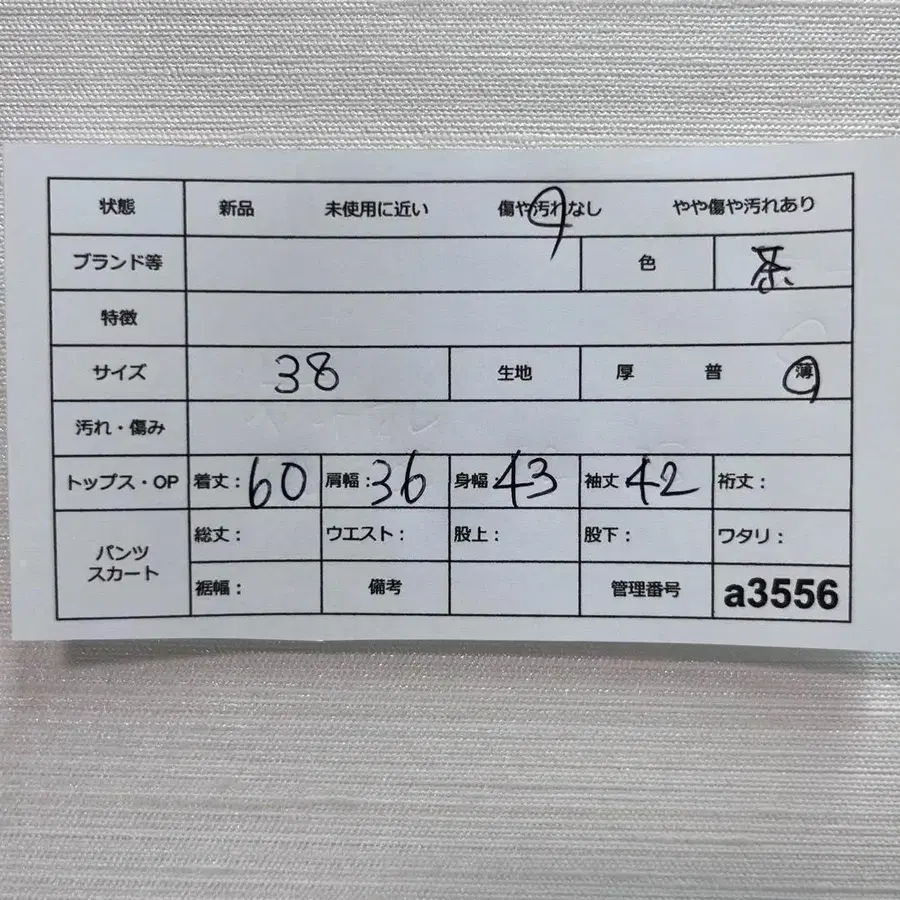 状態 新品 未使用に近い 傷や汚れなし やや傷や汚れあり
ブランド等 色 茶
特徴
サイズ 38 生地 厚 普 薄
汚れ・傷み
トップス・OP 着丈：60 肩幅：36 身幅 43 袖丈 42 裄丈：
パンツ スカート 総丈： ウエスト： 股上： 股下： ワタリ：
裾幅： 備考 管理番号 a3556